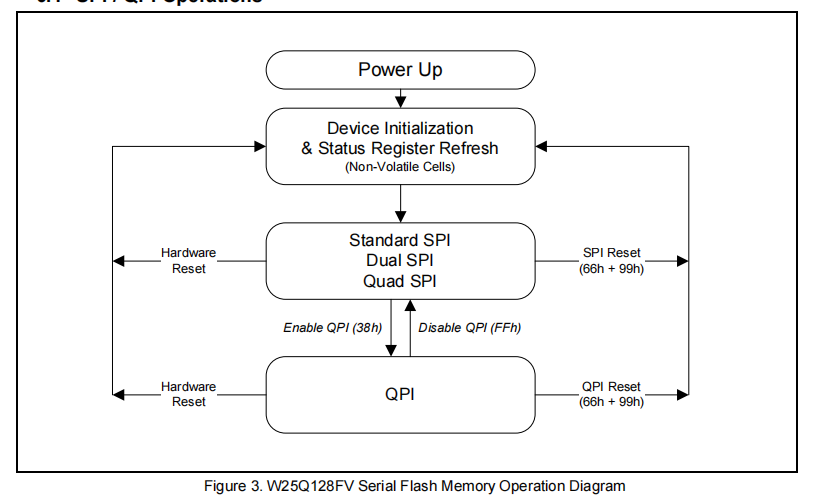 Power Up
Device Initialization
& Status Register Refresh
(Non-Volatile Cells)
Standard SPI
Dual SPI
Quad SPI
Hardware
Reset
SPI Reset
(66h + 99h)
Enable QPI (38h)
Disable QPI (FFh)
QPI
Hardware
Reset
QPI Reset
(66h + 99h)
Figure 3. W25Q128FV Serial Flash Memory Operation Diagram